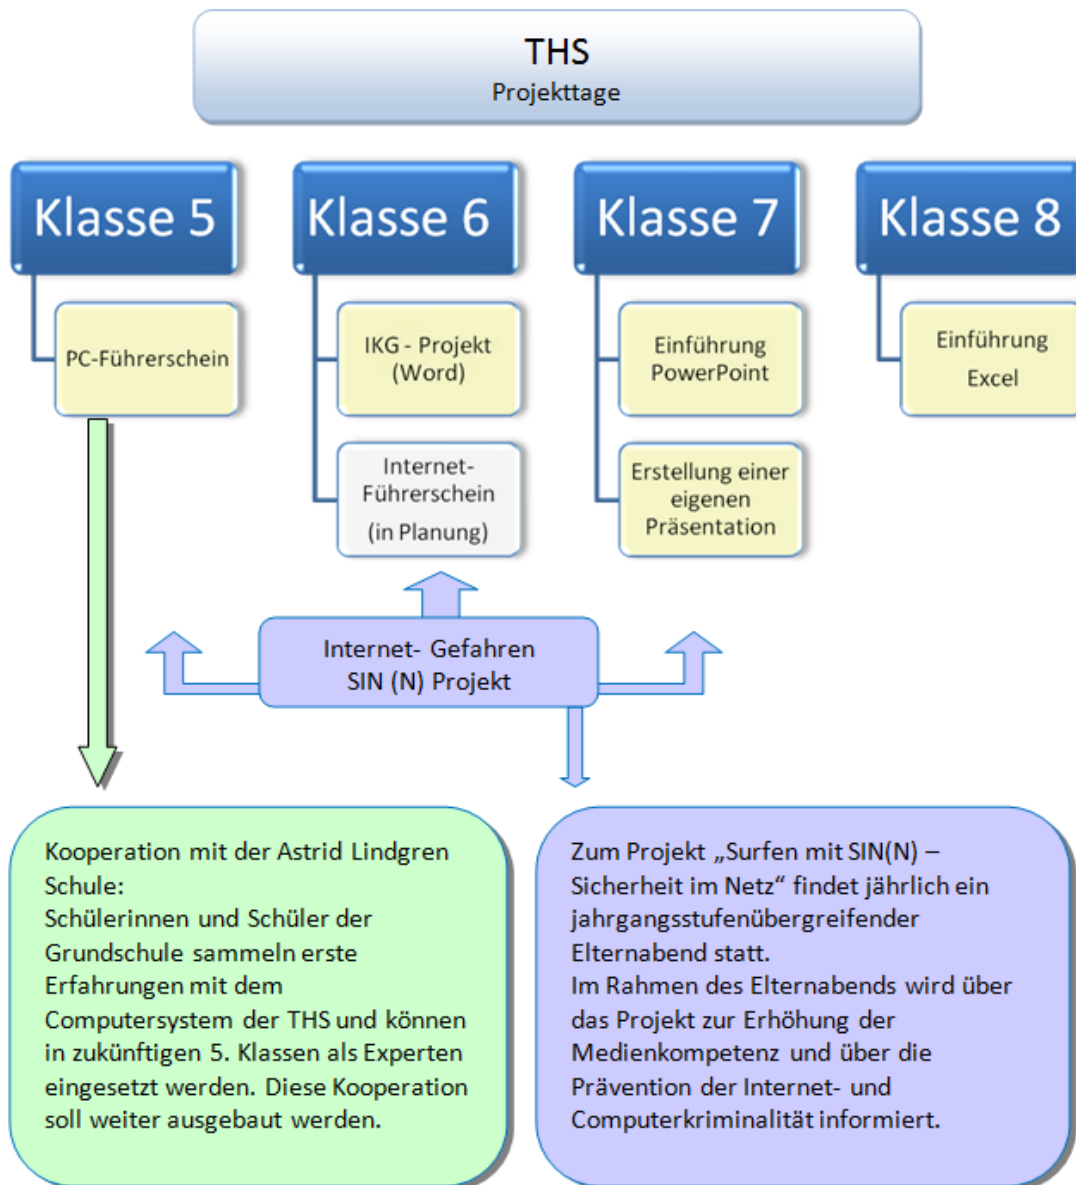 THS
Projekttage
Klasse 5
PC-Führerschein
Klasse 6
IKG - Projekt
(Word)
Internet-
Führerschein
(in Planung)
Klasse 7
Einführung
PowerPoint
Erstellung einer
eigenen
Präsentation
Klasse 8
Einführung
Excel
Internet- Gefahren
SIN (N) Projekt
Kooperation mit der Astrid Lindgren
Schule:
Schülerinnen und Schüler der
Grundschule sammeln erste
Erfahrungen mit dem
Computersystem der THS und können
in zukünftigen 5. Klassen als Experten
eingesetzt werden. Diese Kooperation
soll weiter ausgebaut werden.
Zum Projekt „Surfen mit SIN(N) –
Sicherheit im Netz“ findet jährlich ein
jahrgangsstufenübergreifender
Elternabend statt.
Im Rahmen des Elternabends wird über
das Projekt zur Erhöhung der
Medienkompetenz und über die
Prävention der Internet- und
Computerkriminalität informiert.